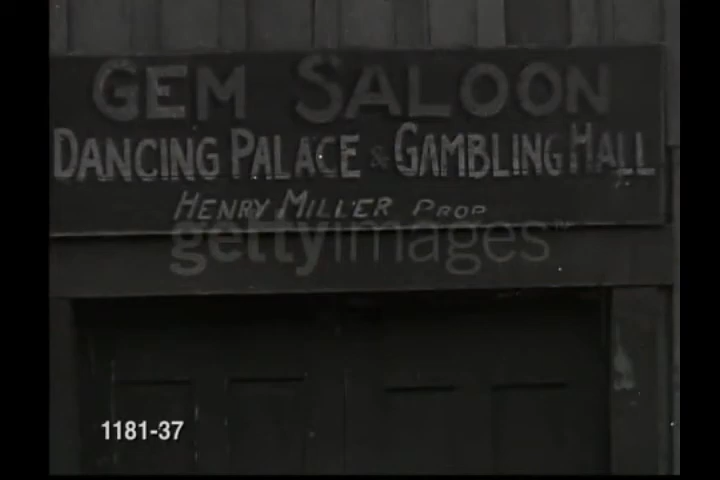 GEM SALOON
DANCING PALACE & GAMBLING HALL
HENRY MILLER PROP
gettyimages
1181-37